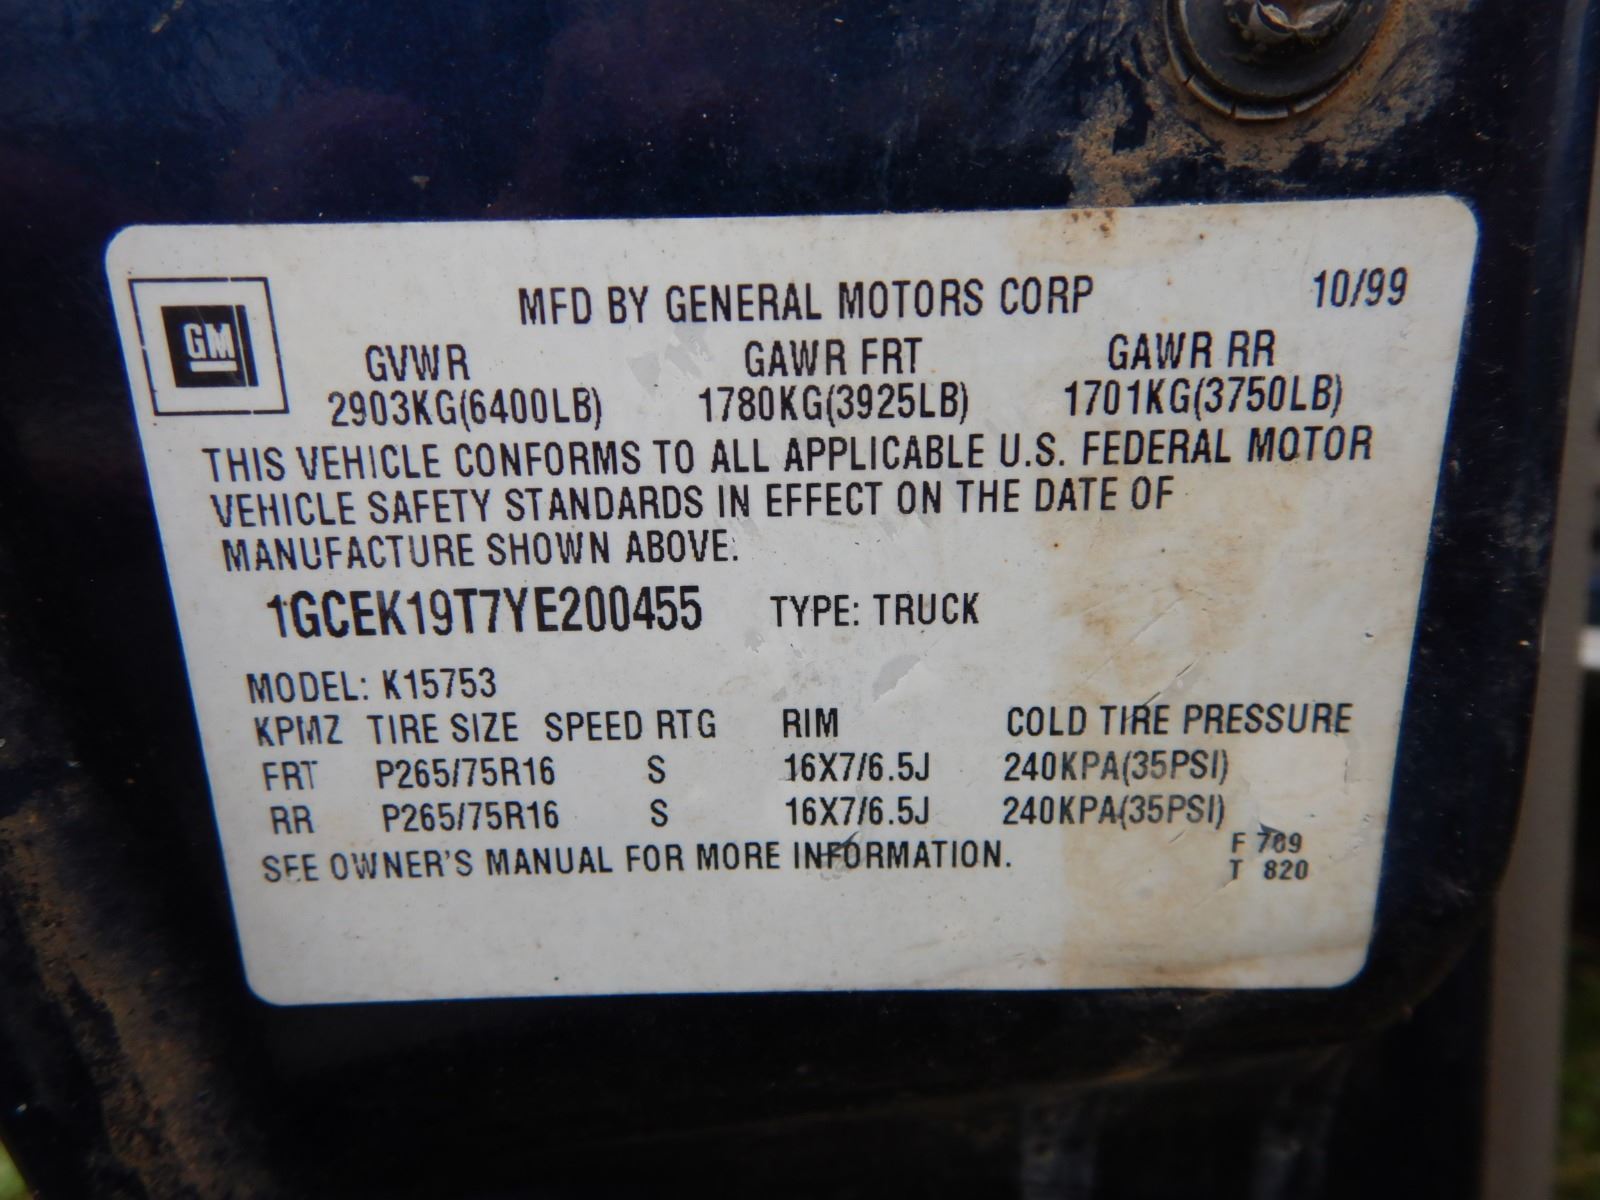 MFD BY GENERAL MOTORS CORP 10/99
GM
GVWR GAWR FRT GAWR RR
2903KG(6400LB) 1780KG(3925LB) 1701KG(3750LB)
THIS VEHICLE CONFORMS TO ALL APPLICABLE U.S. FEDERAL MOTOR
VEHICLE SAFETY STANDARDS IN EFFECT ON THE DATE OF
MANUFACTURE SHOWN ABOVE.
1GCEK19T7YE200455 TYPE: TRUCK
MODEL: K15753
KPMZ TIRE SIZE SPEED RTG RIM COLD TIRE PRESSURE
FRT P265/75R16 S 16X7/6.5J 240KPA(35PSI)
RR P265/75R16 S 16X7/6.5J 240KPA(35PSI)
SEE OWNER'S MANUAL FOR MORE INFORMATION.
F 709
T 820